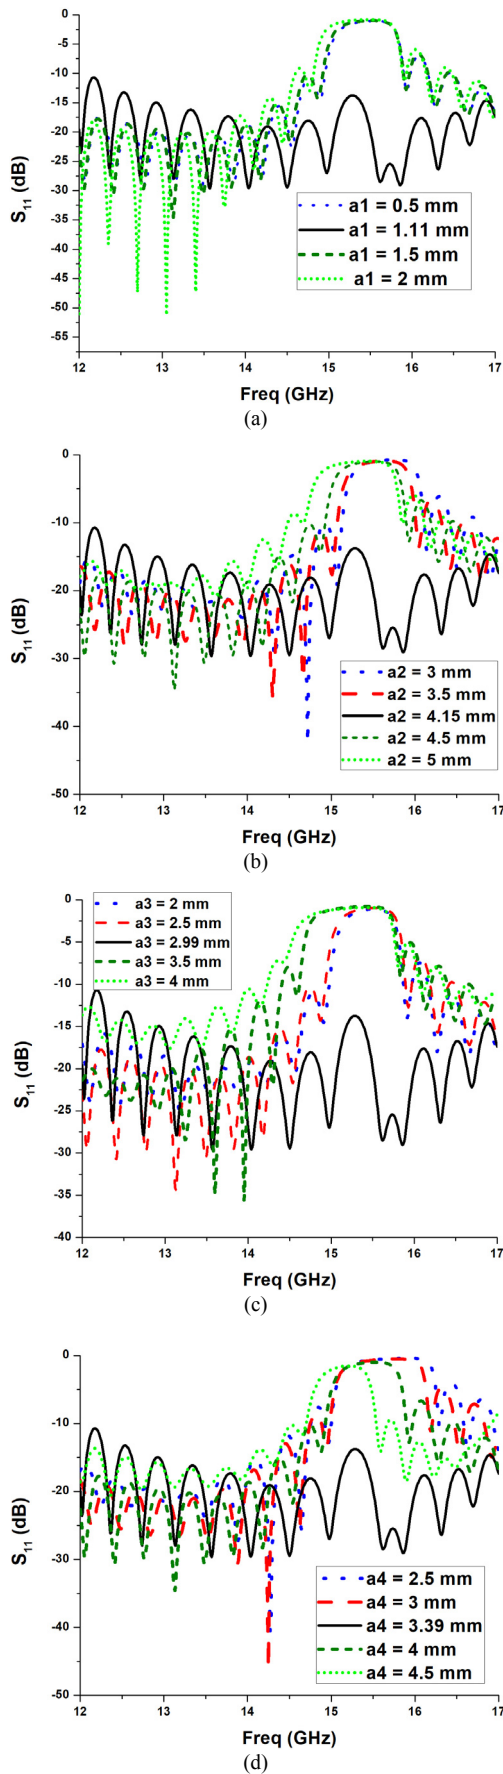 0
-5
-10
-15
-20
-25
-30
-35
-40
-45
-50
-55
S11 (dB)
a1 = 0.5 mm
a1 = 1.11 mm
a1 = 1.5 mm
a1 = 2 mm
12 13 14 15 16 17
Freq (GHz)
(a)
0
-10
-20
-30
-40
-50
S11 (dB)
a2 = 3 mm
a2 = 3.5 mm
a2 = 4.15 mm
a2 = 4.5 mm
a2 = 5 mm
12 13 14 15 16 17
Freq (GHz)
(b)
a3 = 2 mm
a3 = 2.5 mm
a3 = 2.99 mm
a3 = 3.5 mm
a3 = 4 mm
0
-5
-10
-15
-20
-25
-30
-35
-40
S11 (dB)
12 13 14 15 16 17
Freq (GHz)
(c)
0
-10
-20
-30
-40
-50
S11 (dB)
a4 = 2.5 mm
a4 = 3 mm
a4 = 3.39 mm
a4 = 4 mm
a4 = 4.5 mm
12 13 14 15 16 17
Freq (GHz)
(d)